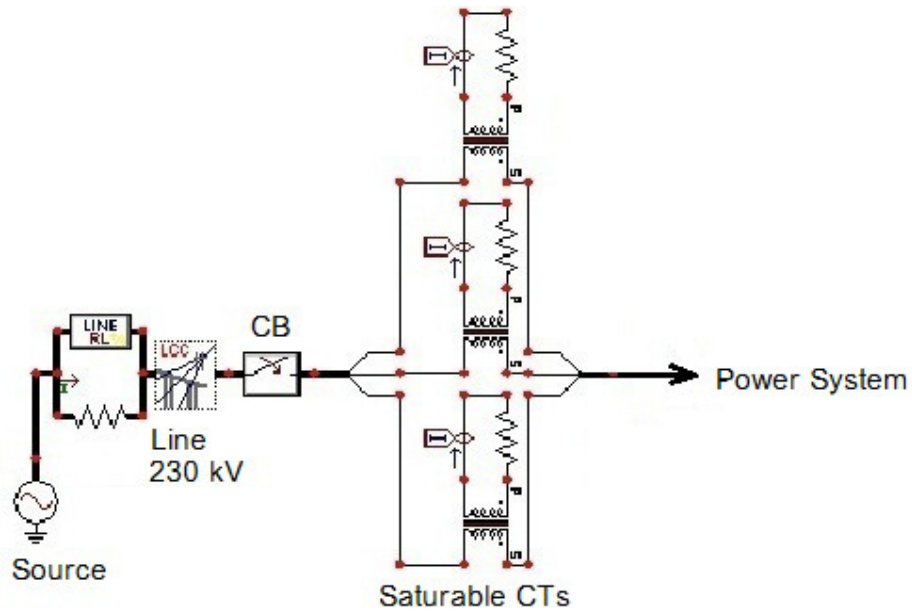 I
P
S
I
P
S
LINE
RL
I
LCC
CB
Power System
Line
230 kV
I
P
S
Source
Saturable CTs